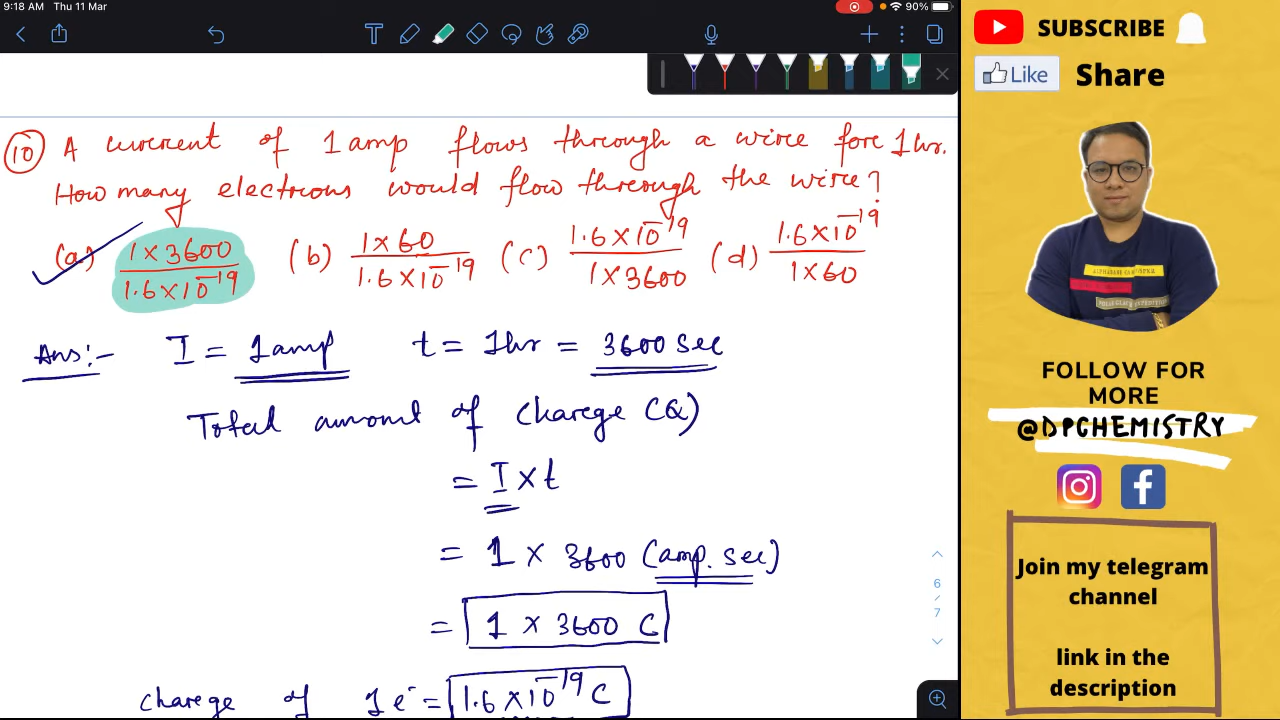 9:18 AM Thu 11 Mar
90%
(10) A current of 1 amp flows through a wire for 1hr.
How many electrons would flow through the wire?
(a) 1 × 3600 / 1.6 × 10⁻¹⁹ (b) 1 × 60 / 1.6 × 10⁻¹⁹ (c) 1.6 × 10⁻¹⁹ / 1 × 3600 (d) 1.6 × 10⁻¹⁹ / 1 × 60
Ans:- I = 1 amp t = 1hr = 3600 sec
Total amount of charge (Q)
= I × t
= 1 × 3600 (amp. sec)
= 1 × 3600 C
charge of 1 e⁻ = 1.6 × 10⁻¹⁹ C
6
7
SUBSCRIBE
Like Share
FOLLOW FOR
MORE
@DPCHEMISTRY
Join my telegram
channel
link in the
description